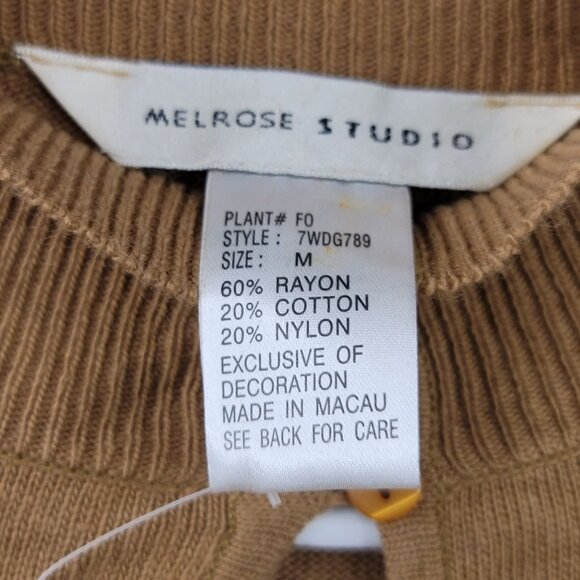 MELROSE STUDIO
PLANT# FO
STYLE: 7WDG789
SIZE: M
60% RAYON
20% COTTON
20% NYLON
EXCLUSIVE OF
DECORATION
MADE IN MACAU
SEE BACK FOR CARE